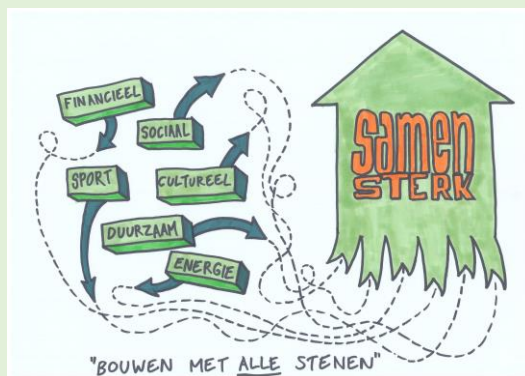 FINANCIEEL
SOCIAAL
SPORT
CULTUREEL
DUURZAAM
ENERGIE
SAMEN
STERK
"BOUWEN MET ALLE STENEN"